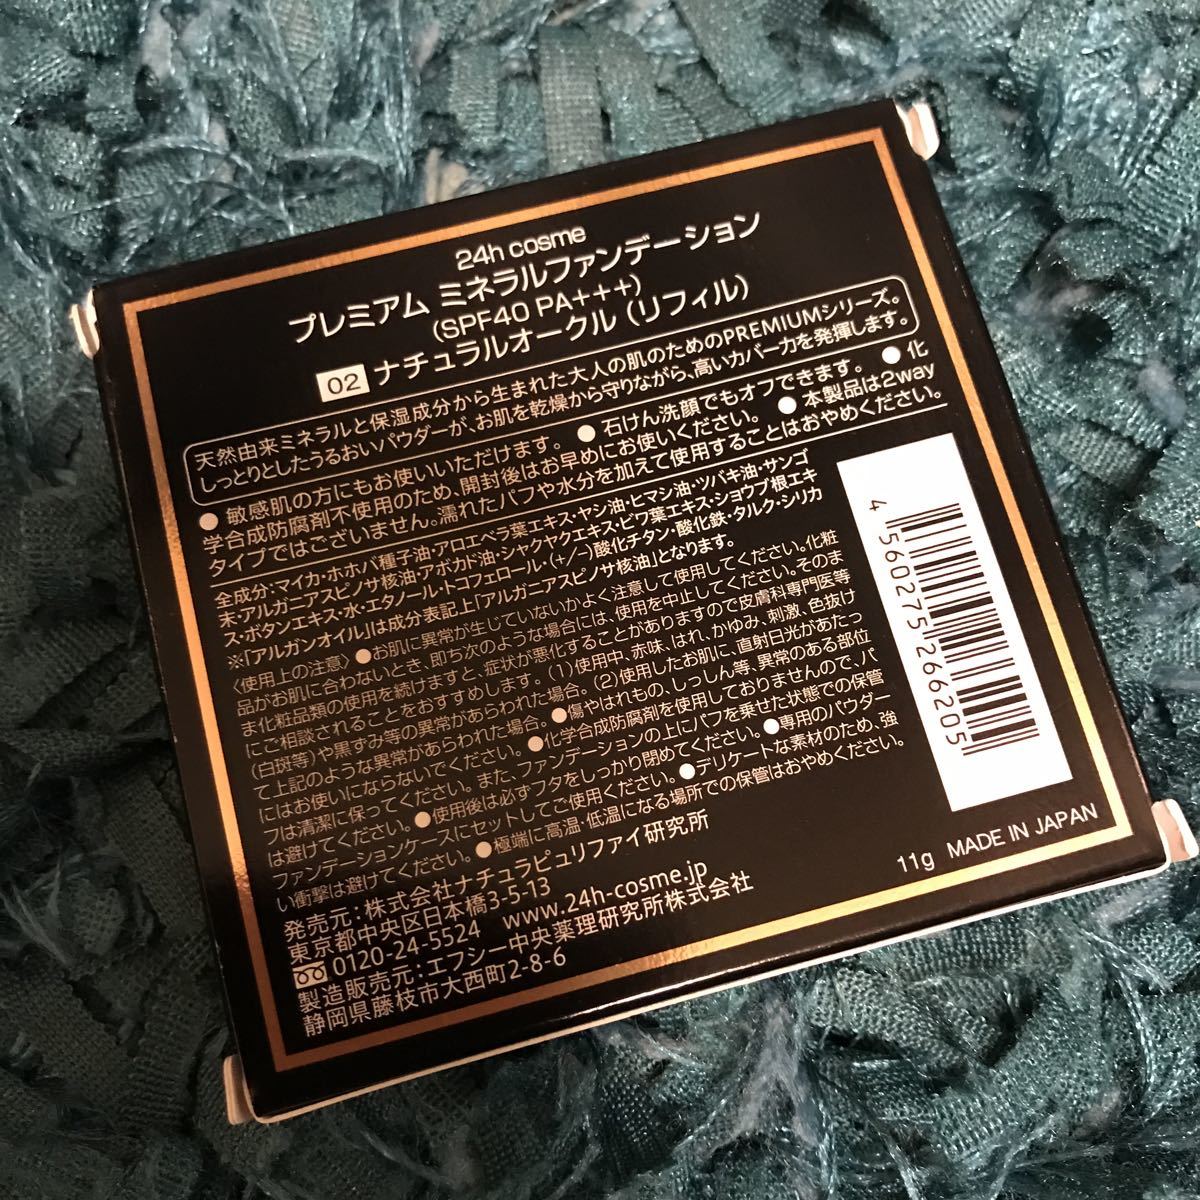 24h cosme
プレミアム ミネラルファンデーション
(SPF40 PA+++)
02 ナチュラルオークル (リフィル)
天然由来ミネラルと保湿成分から生まれた大人の肌のためのPREMIUMシリーズ。
しっとりとしたうるおいパウダーが、お肌を乾燥から守りながら、高いカバー力を発揮します。
●敏感肌の方にもお使いいただけます。 ●石けん洗顔でもオフできます。 ●化
学合成防腐剤不使用のため、開封後はお早めにお使いください。 ●本製品は2way
タイプではございません。濡れたパフや水分を加えて使用することはおやめください。
全成分:マイカ・ホホバ種子油・アロエベラ葉エキス・ヤシ油・ヒマシ油・ツバキ油・サンゴ
末・アルガニアスピノサ核油・アボカド油・シャクヤクエキス・ビワ葉エキス・ショウブ根エキ
ス・ボタンエキス・水・エタノール・トコフェロール・(+/−)酸化チタン・酸化鉄・タルク・シリカ
※「アルガンオイル」は成分表記上「アルガニアスピノサ核油」となります。
〈使用上の注意〉●お肌に異常が生じていないかよく注意して使用してください。化粧
品がお肌に合わないとき、即ち次のような場合には、使用を中止してください。そのま
ま化粧品類の使用を続けますと、症状が悪化することがありますので皮膚科専門医等
にご相談されることをおすすめします。(1)使用中、赤味、はれ、かゆみ、刺激、色抜け
(白斑等)や黒ずみ等の異常があらわれた場合。(2)使用したお肌に、直射日光があたっ
て上記のような異常があらわれた場合。●傷やはれもの、しっしん等、異常のある部位
にはお使いにならないでください。●化学合成防腐剤を使用しておりませんので、パ
フは清潔に保ってください。また、ファンデーションの上にパフを乗せた状態での保管
は避けてください。●使用後は必ずフタをしっかり閉めてください。●専用のパウダー
ファンデーションケースにセットしてご使用ください。●デリケートな素材のため、強
い衝撃は避けてください。●極端に高温・低温になる場所での保管はおやめください。
発売元:株式会社ナチュラピュリファイ研究所
東京都中央区日本橋3-5-13
0120-24-5524 www.24h-cosme.jp
製造販売元:エフシー中央薬理研究所株式会社
静岡県藤枝市大西町2-8-6
4 560275 266205
11g MADE IN JAPAN